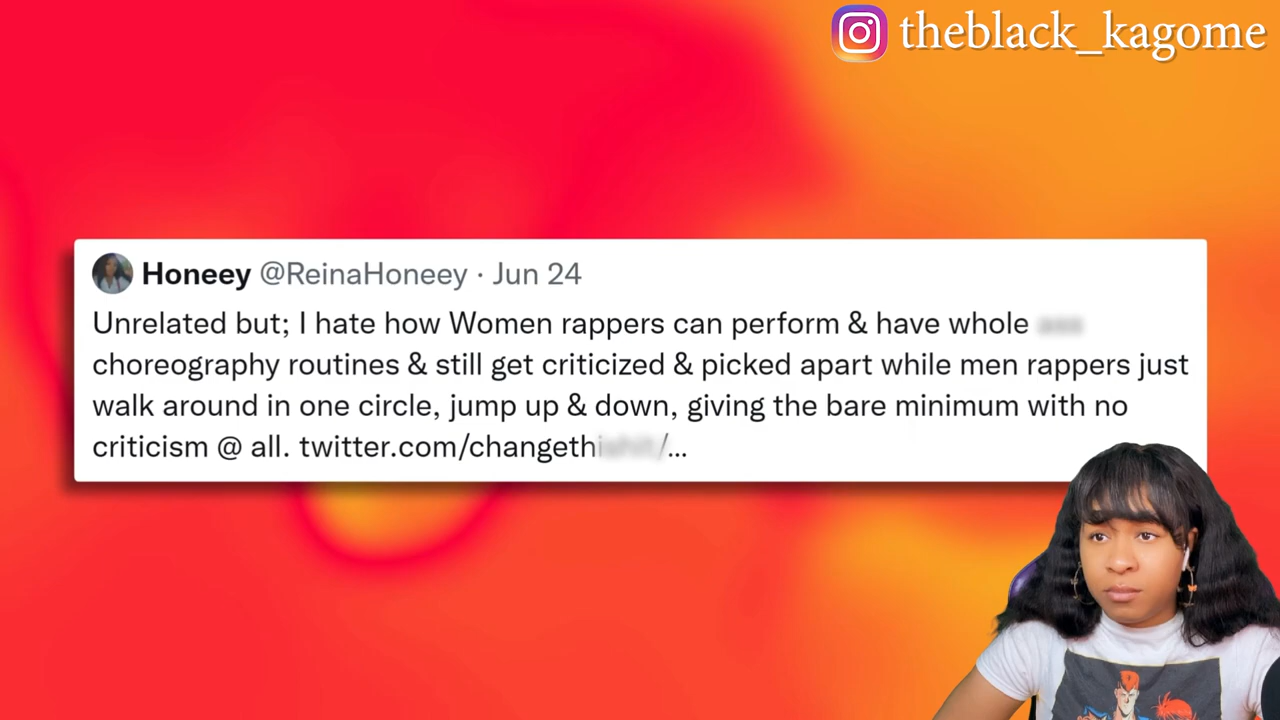 theblack_kagome
Honeey @ReinaHoneey · Jun 24
Unrelated but; I hate how Women rappers can perform & have whole
choreography routines & still get criticized & picked apart while men rappers just
walk around in one circle, jump up & down, giving the bare minimum with no
criticism @ all. twitter.com/changeth